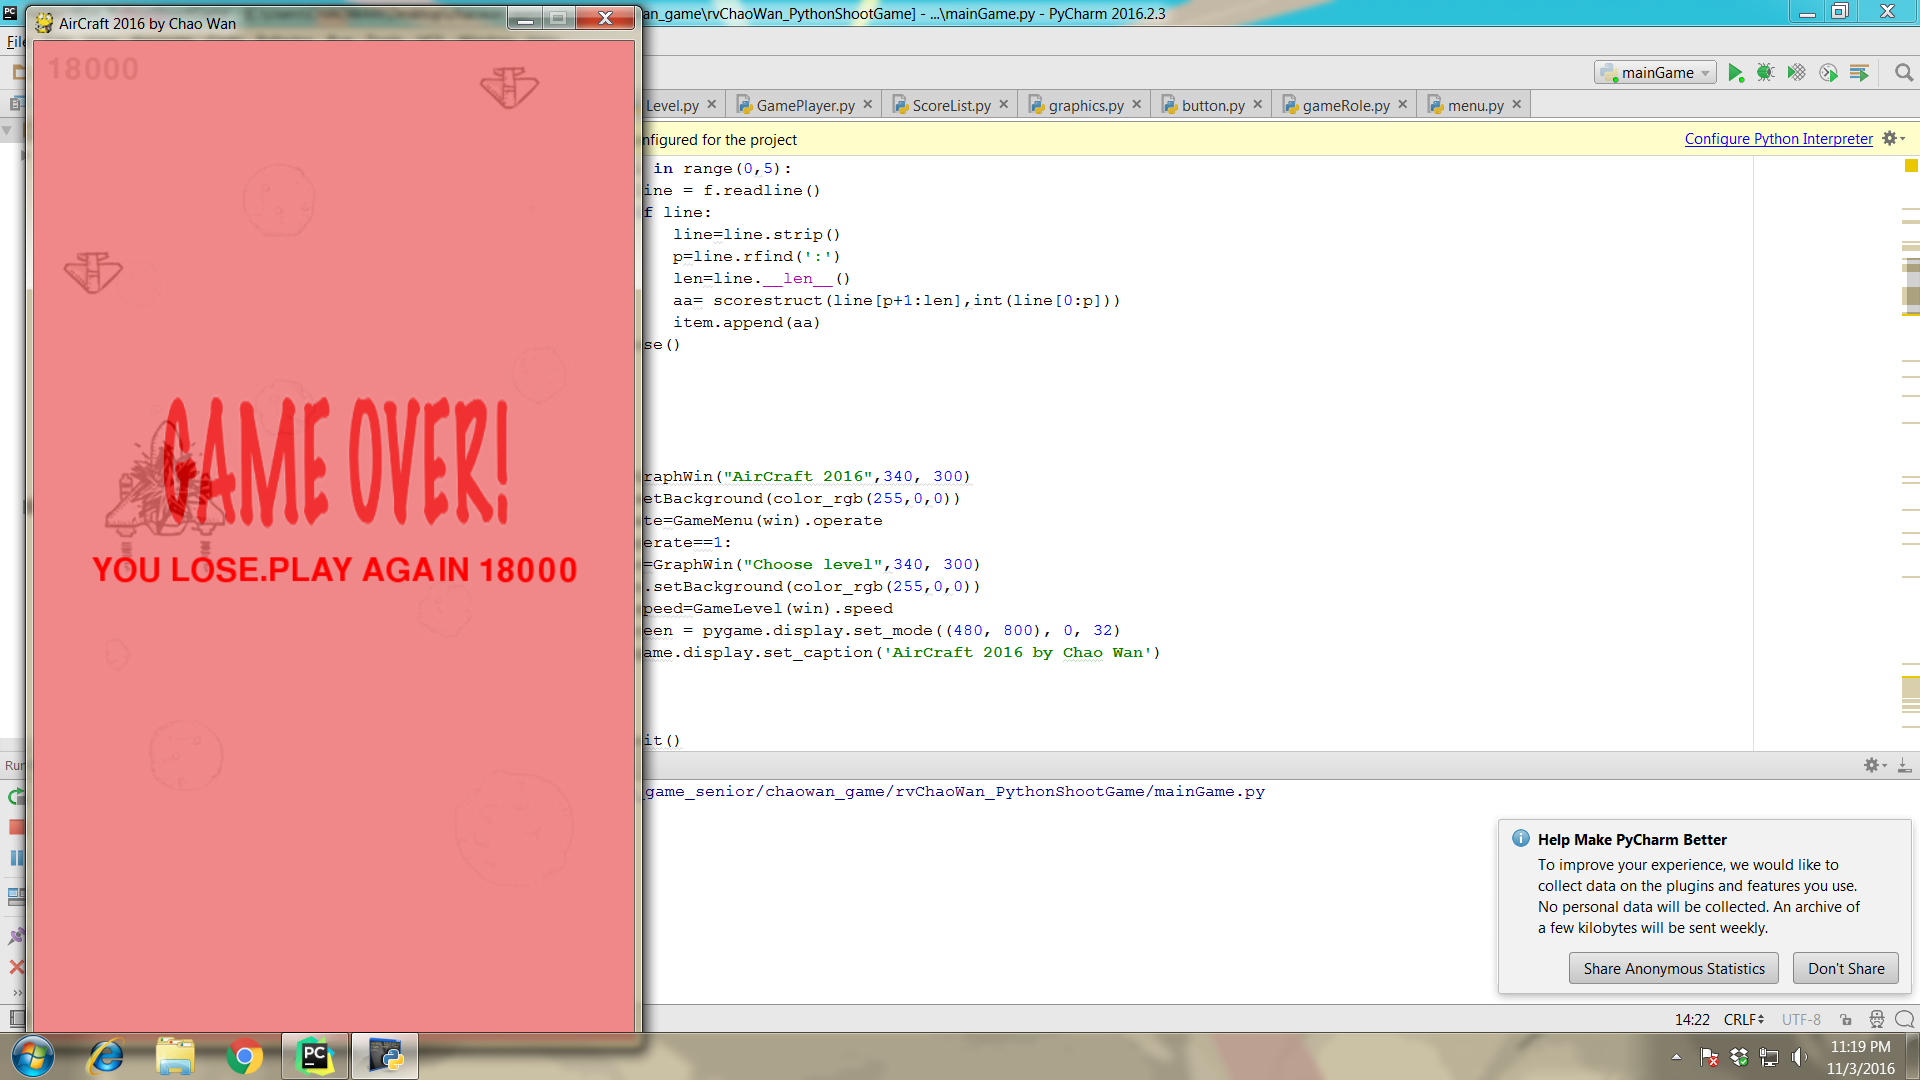 AirCraft 2016 by Chao Wan
an_game\rvChaoWan_PythonShootGame] - ...\mainGame.py - PyCharm 2016.2.3
File
mainGame
Level.py
GamePlayer.py
ScoreList.py
graphics.py
button.py
gameRole.py
menu.py
nfigured for the project
Configure Python Interpreter
18000
in range(0,5):
ine = f.readline()
f line:
line=line.strip()
p=line.rfind(':')
len=line.__len__()
aa= scorestruct(line[p+1:len],int(line[0:p]))
item.append(aa)
se()
GAME OVER!
YOU LOSE.PLAY AGAIN 18000
raphWin("AirCraft 2016",340, 300)
etBackground(color_rgb(255,0,0))
te=GameMenu(win).operate
erate==1:
=GraphWin("Choose level",340, 300)
.setBackground(color_rgb(255,0,0))
peed=GameLevel(win).speed
een = pygame.display.set_mode((480, 800), 0, 32)
ame.display.set_caption('AirCraft 2016 by Chao Wan')
it()
Run
_game_senior/chaowan_game/rvChaoWan_PythonShootGame/mainGame.py
Help Make PyCharm Better
To improve your experience, we would like to
collect data on the plugins and features you use.
No personal data will be collected. An archive of
a few kilobytes will be sent weekly.
Share Anonymous Statistics
Don't Share
14:22 CRLF UTF-8
PC
11:19 PM
11/3/2016